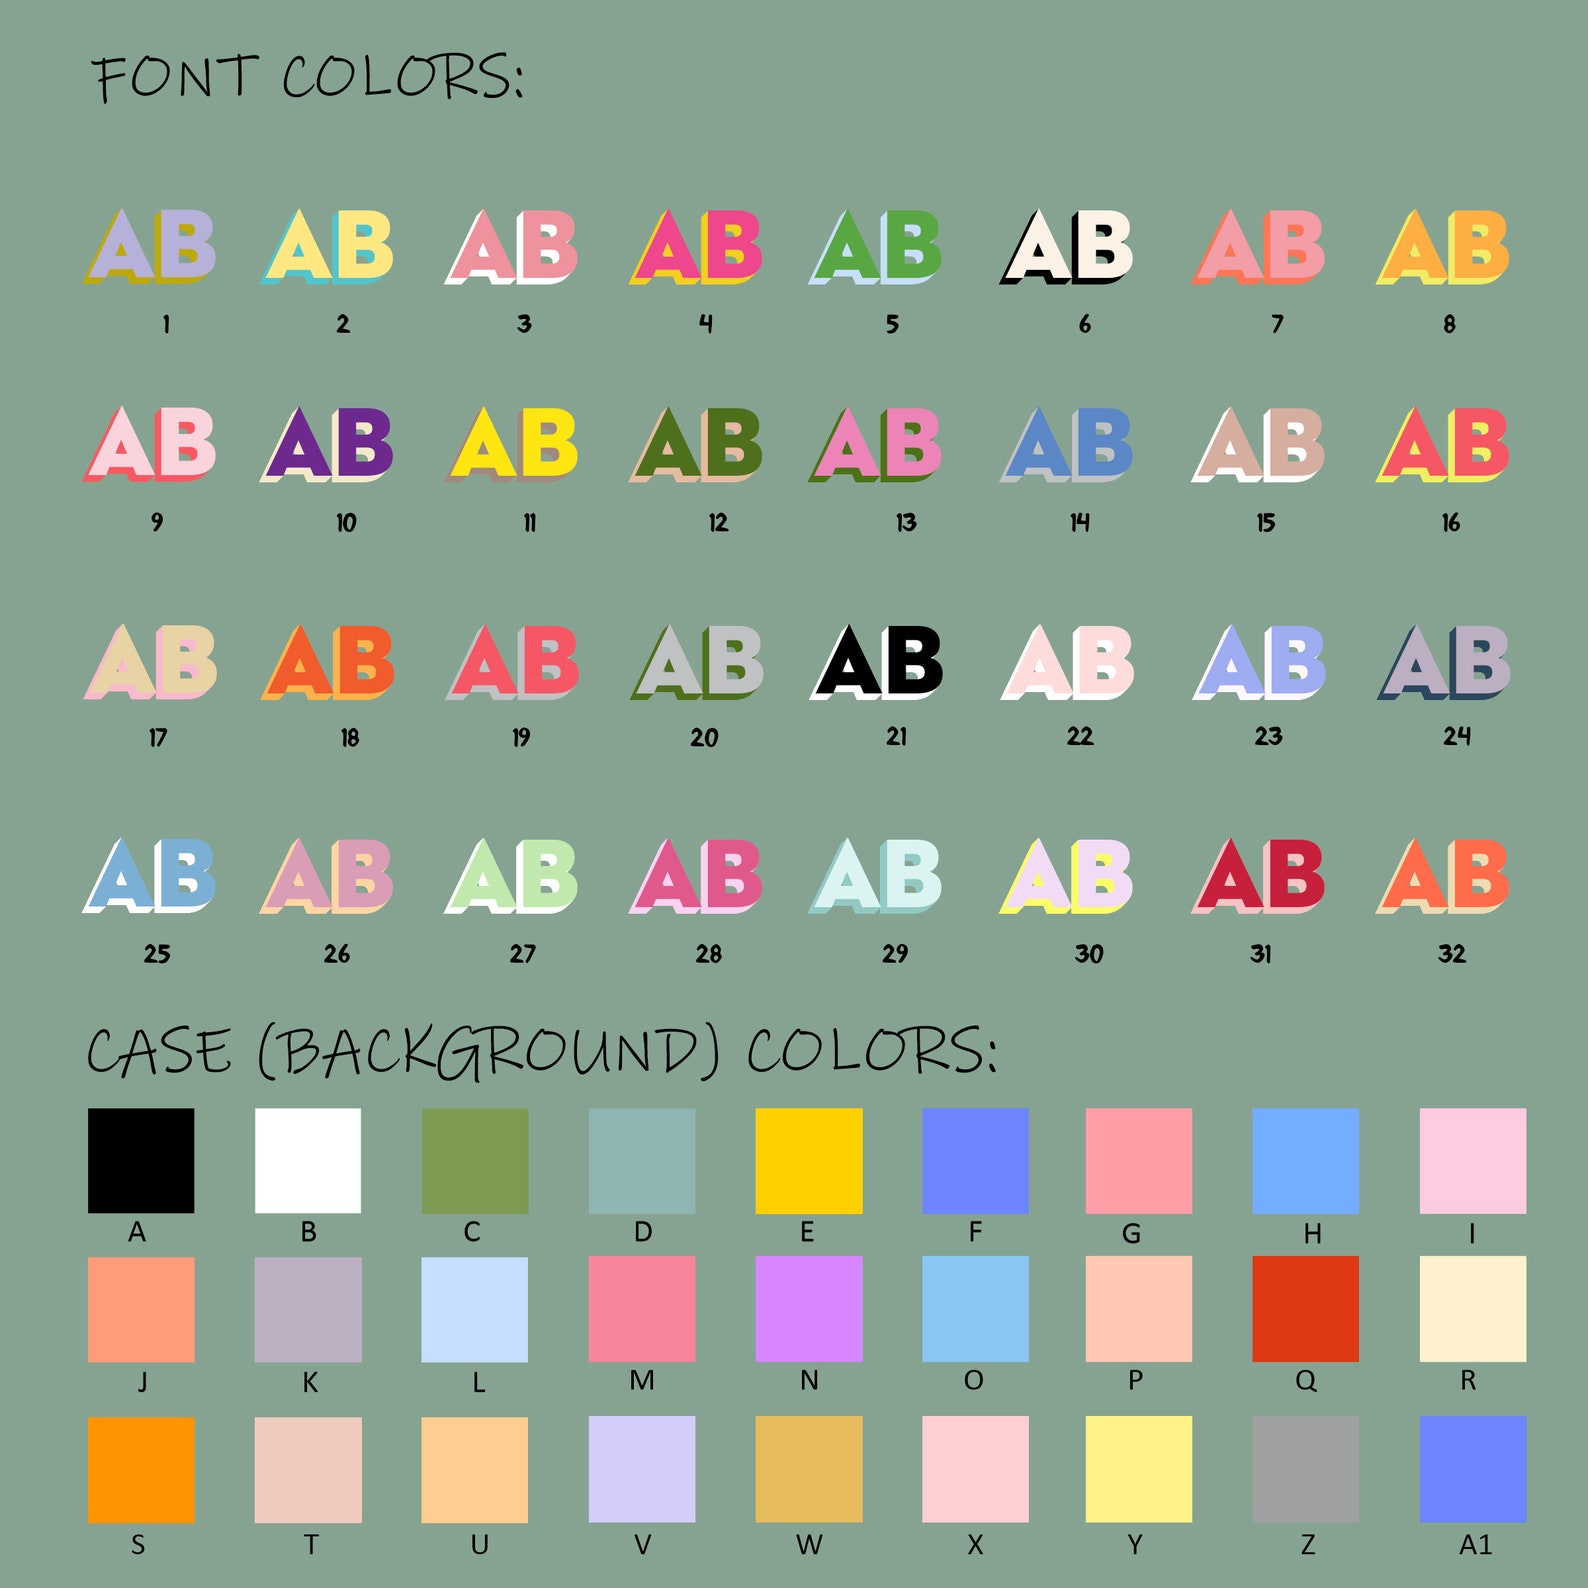 FONT COLORS:
AB AB AB AB AB AB AB AB
1 2 3 4 5 6 7 8
AB AB AB AB AB AB AB AB
9 10 11 12 13 14 15 16
AB AB AB AB AB AB AB AB
17 18 19 20 21 22 23 24
AB AB AB AB AB AB AB AB
25 26 27 28 29 30 31 32
CASE (BACKGROUND) COLORS:
A B C D E F G H I
J K L M N O P Q R
S T U V W X Y Z A1